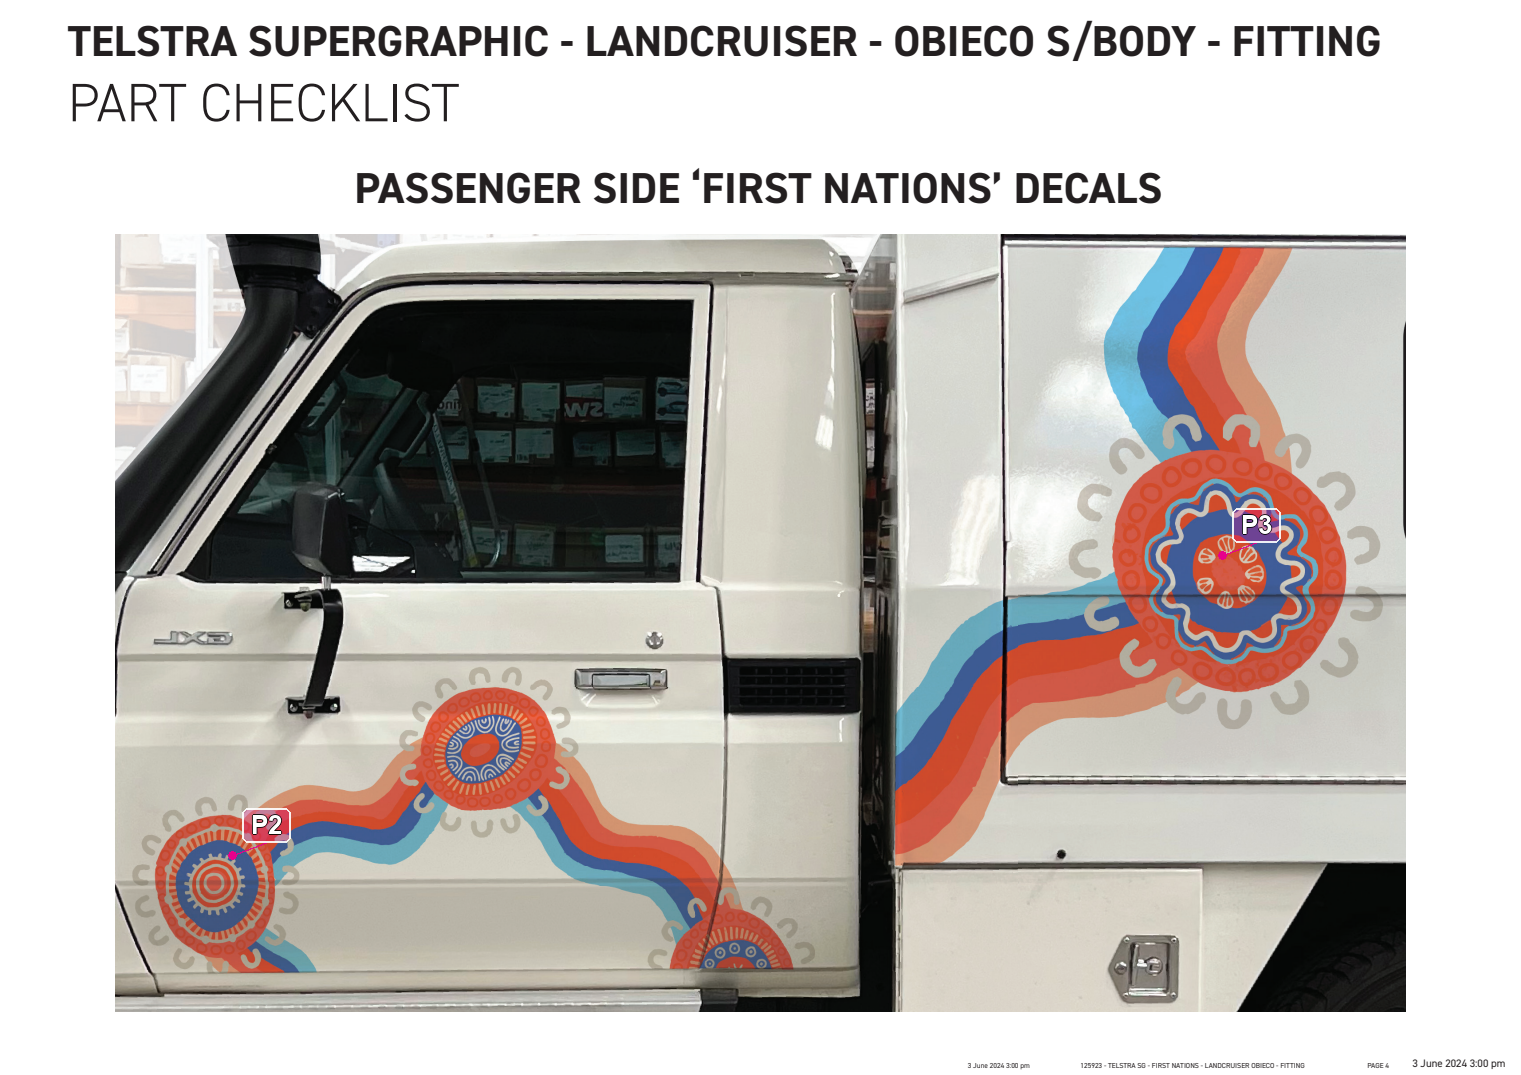 TELSTRA SUPERGRAPHIC - LANDCRUISER - OBIECO S/BODY - FITTING
PART CHECKLIST
PASSENGER SIDE ‘FIRST NATIONS’ DECALS
P3
GXL
P2
3 June 2024 3:00 pm
125923 - TELSTRA SG - FIRST NATIONS - LANDCRUISER OBIECO - FITTING
PAGE 4
3 June 2024 3:00 pm